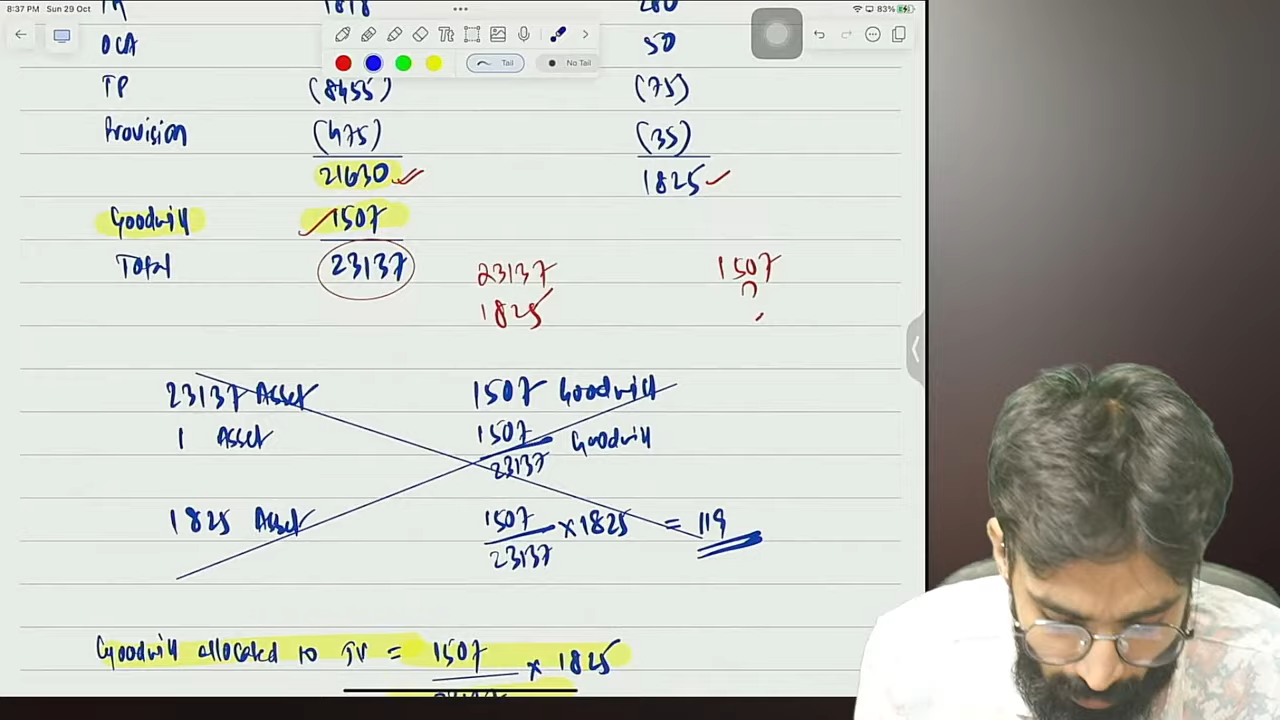 8:37 PM Sun 29 Oct
83%
1818
Tail
No Tail
OCA 50
TP (8455) (75)
Provision (475) (35)
21630 1825
Goodwill 1507
Total 23137 23137 1507
1825 ?
23137 Asset 1507 Goodwill
1 Asset 1507 Goodwill
23137
1825 Asset 1507 × 1825 = 119
23137
Goodwill allocated to JV = 1507 × 1825